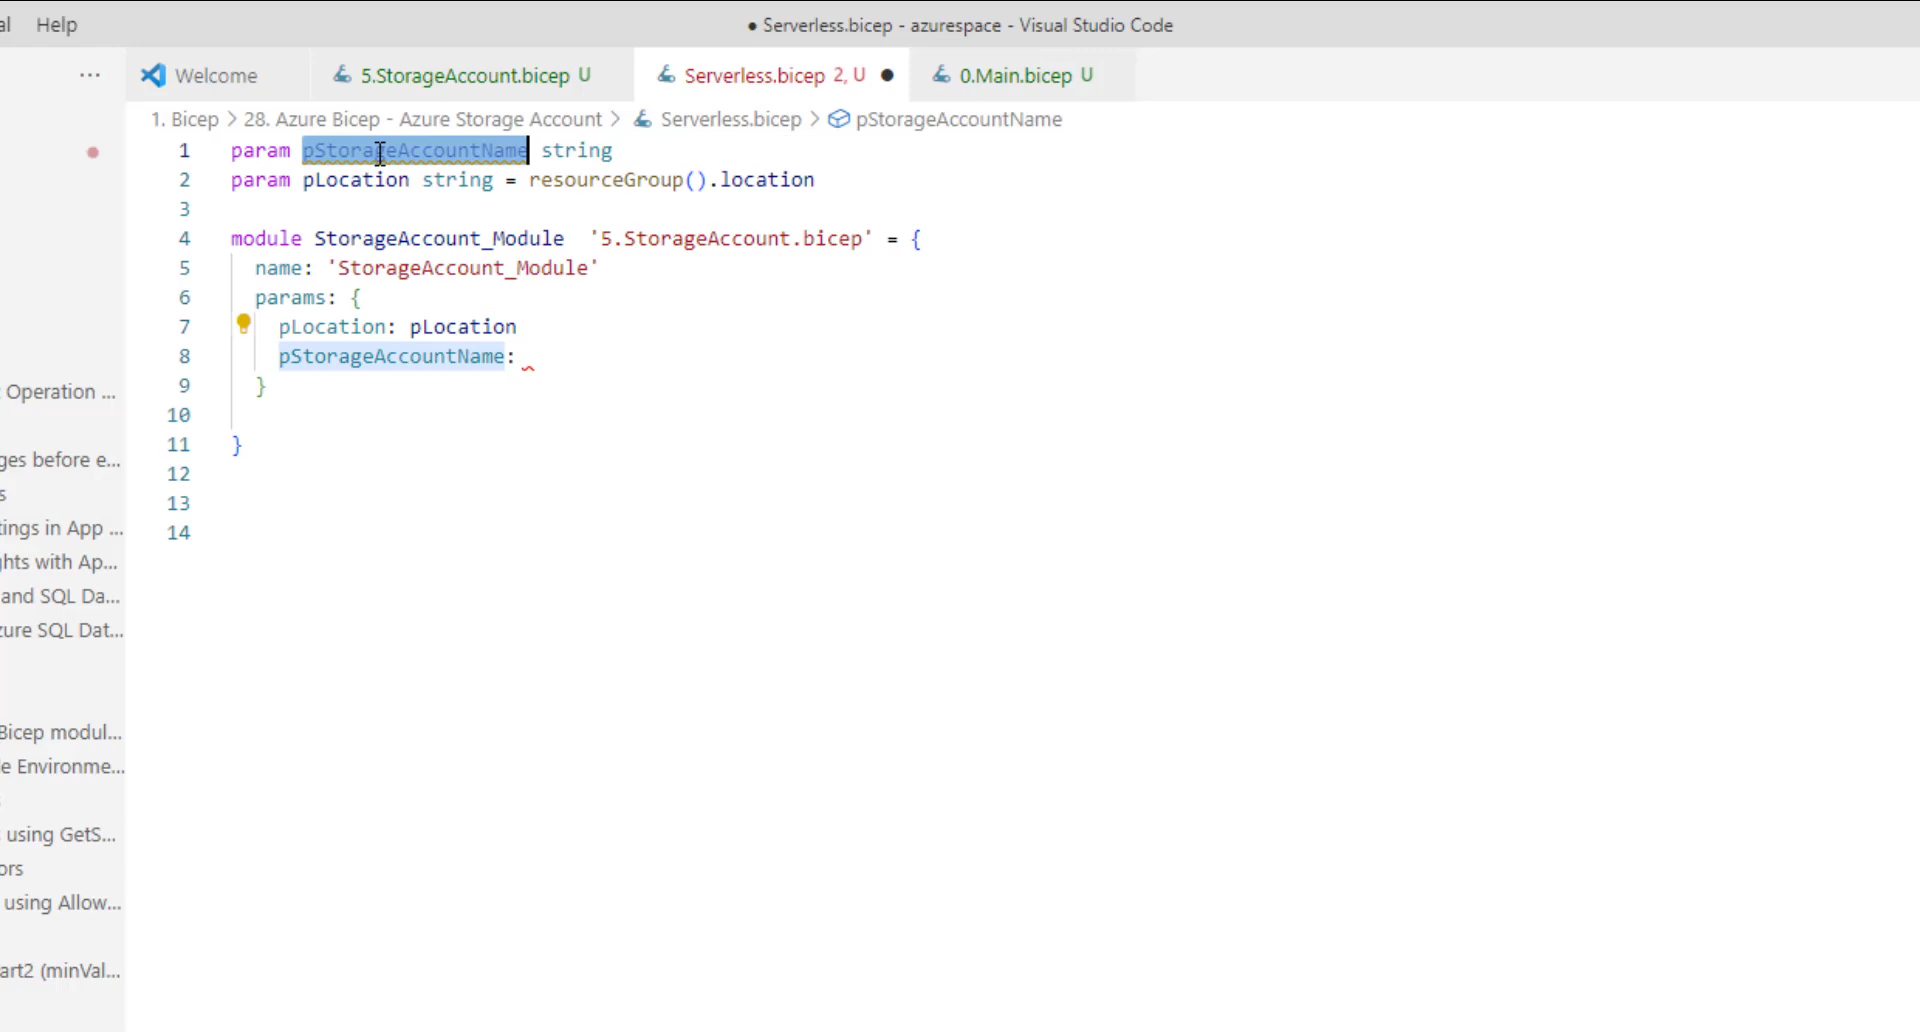 al Help
● Serverless.bicep - azurespace - Visual Studio Code
... Welcome 5.StorageAccount.bicep U Serverless.bicep 2, U ● 0.Main.bicep U
1. Bicep > 28. Azure Bicep - Azure Storage Account > Serverless.bicep > pStorageAccountName
1 param pStorageAccountName string
2 param pLocation string = resourceGroup().location
3
4 module StorageAccount_Module '5.StorageAccount.bicep' = {
5 name: 'StorageAccount_Module'
6 params: {
7 pLocation: pLocation
8 pStorageAccountName:
9 }
10
11 }
12
13
14
t Operation ...
ges before e...
s
tings in App ...
ghts with Ap...
and SQL Da...
zure SQL Dat...
Bicep modul...
le Environme...
using GetS...
ors
using Allow...
art2 (minVal...